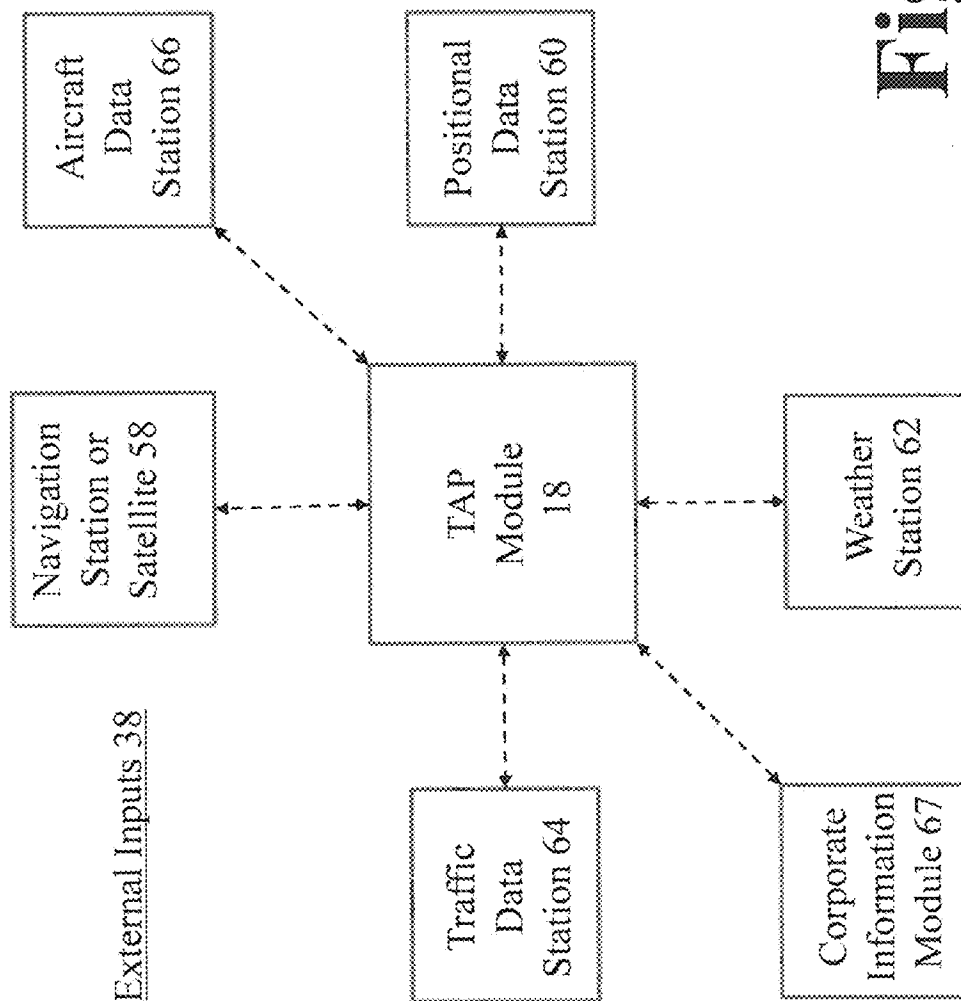 External Inputs 38
Navigation
Station or
Satellite 58
Aircraft
Data
Station 66
Traffic
Data
Station 64
TAP
Module
18
Positional
Data
Station 60
Corporate
Information
Module 67
Weather
Station 62